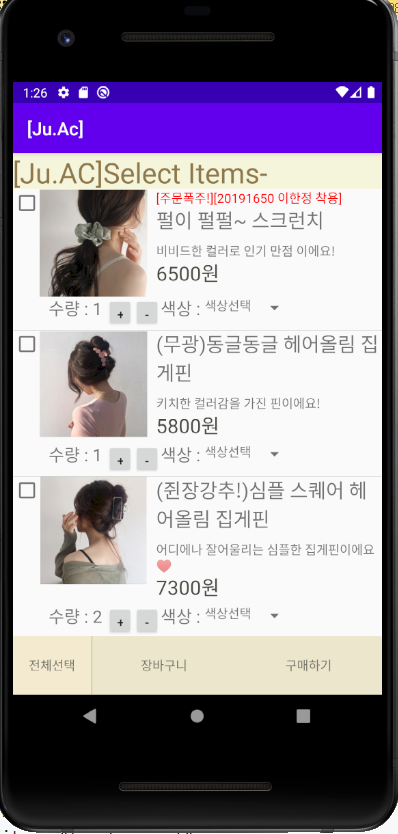 1:26
[Ju.Ac]
[Ju.AC]Select Items-
[주문폭주!][20191650 이한정 착용]
펄이 펄펄~ 스크런치
비비드한 컬러로 인기 만점 이에요!
6500원
수량 : 1 + - 색상 : 색상선택
(무광)동글동글 헤어올림 집
게핀
키치한 컬러감을 가진 핀이에요!
5800원
수량 : 1 + - 색상 : 색상선택
(쥔장강추!)심플 스퀘어 헤
어올림 집게핀
어디에나 잘어울리는 심플한 집게핀이에요
♥
7300원
수량 : 2 + - 색상 : 색상선택
전체선택 장바구니 구매하기